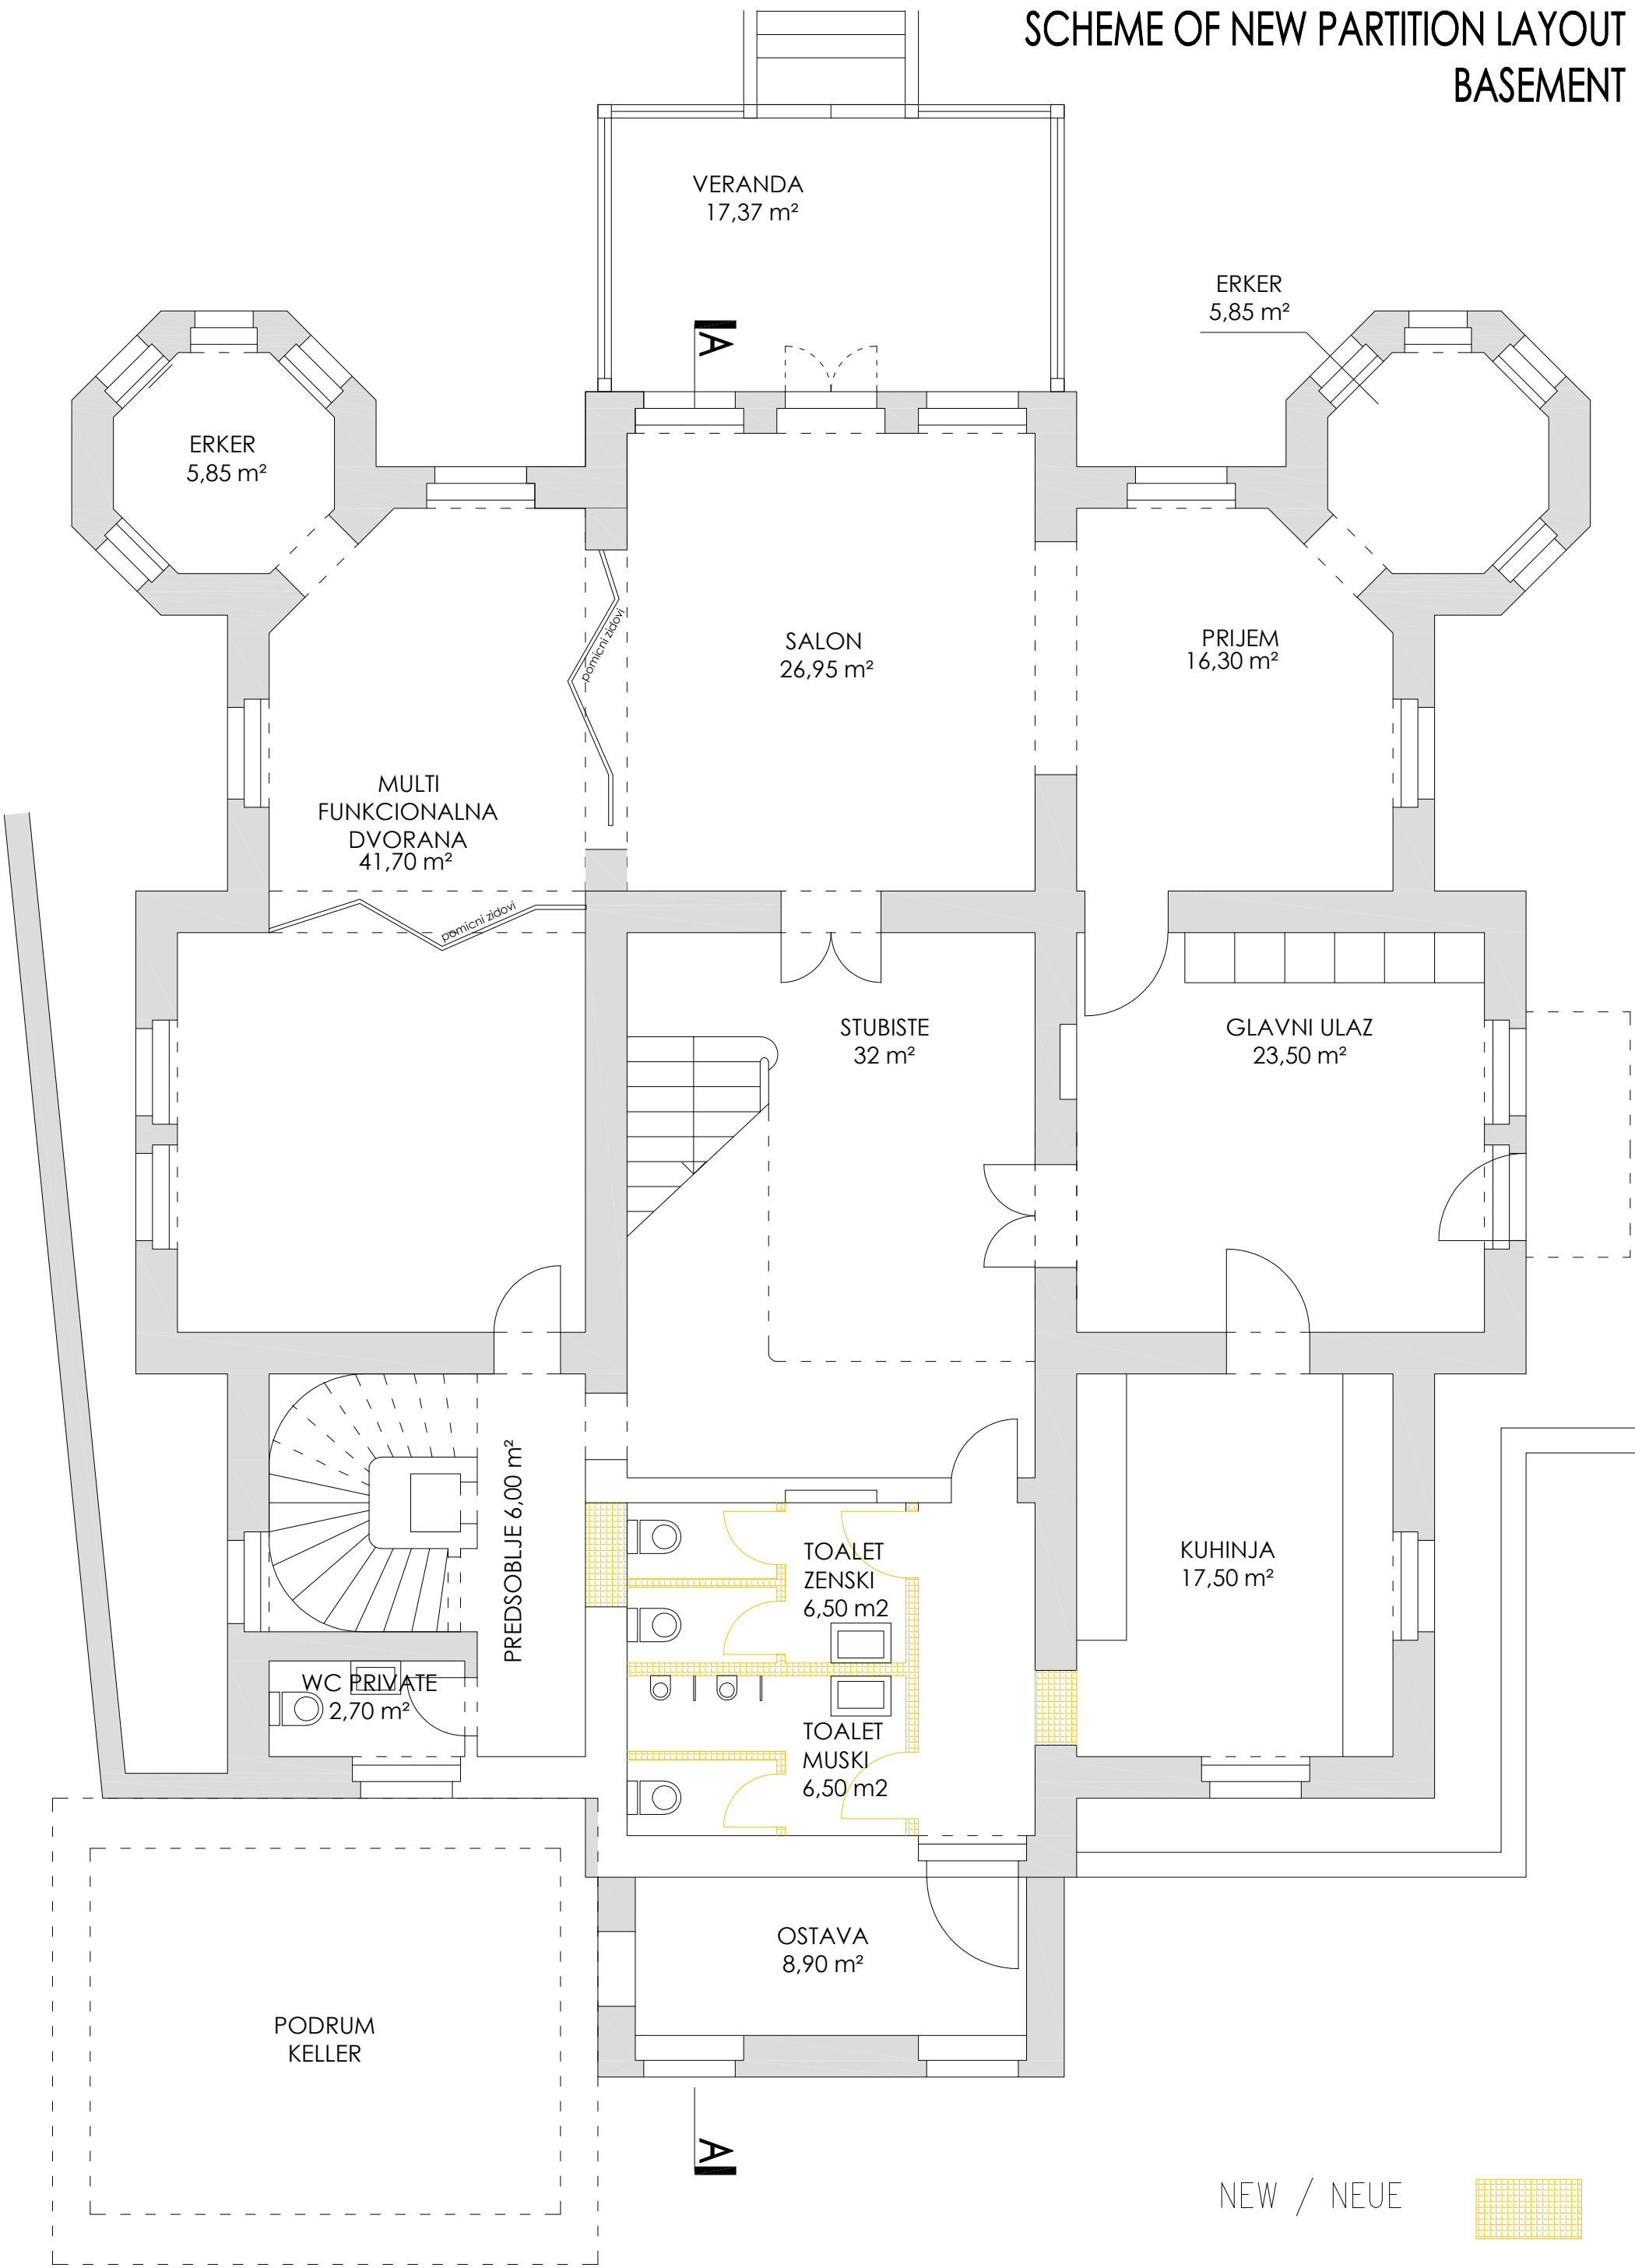 SCHEME OF NEW PARTITION LAYOUT
BASEMENT
VERANDA
17,37 m²
A
ERKER
5,85 m²
ERKER
5,85 m²
pomicni zidovi
SALON
26,95 m²
PRIJEM
16,30 m²
MULTI
FUNKCIONALNA
DVORANA
41,70 m²
pomicni zidovi
STUBISTE
32 m²
GLAVNI ULAZ
23,50 m²
PREDSOBLJE 6,00 m²
TOALET
ZENSKI
6,50 m2
KUHINJA
17,50 m²
WC PRIVATE
2,70 m²
TOALET
MUSKI
6,50 m2
OSTAVA
8,90 m²
PODRUM
KELLER
A
NEW / NEUE